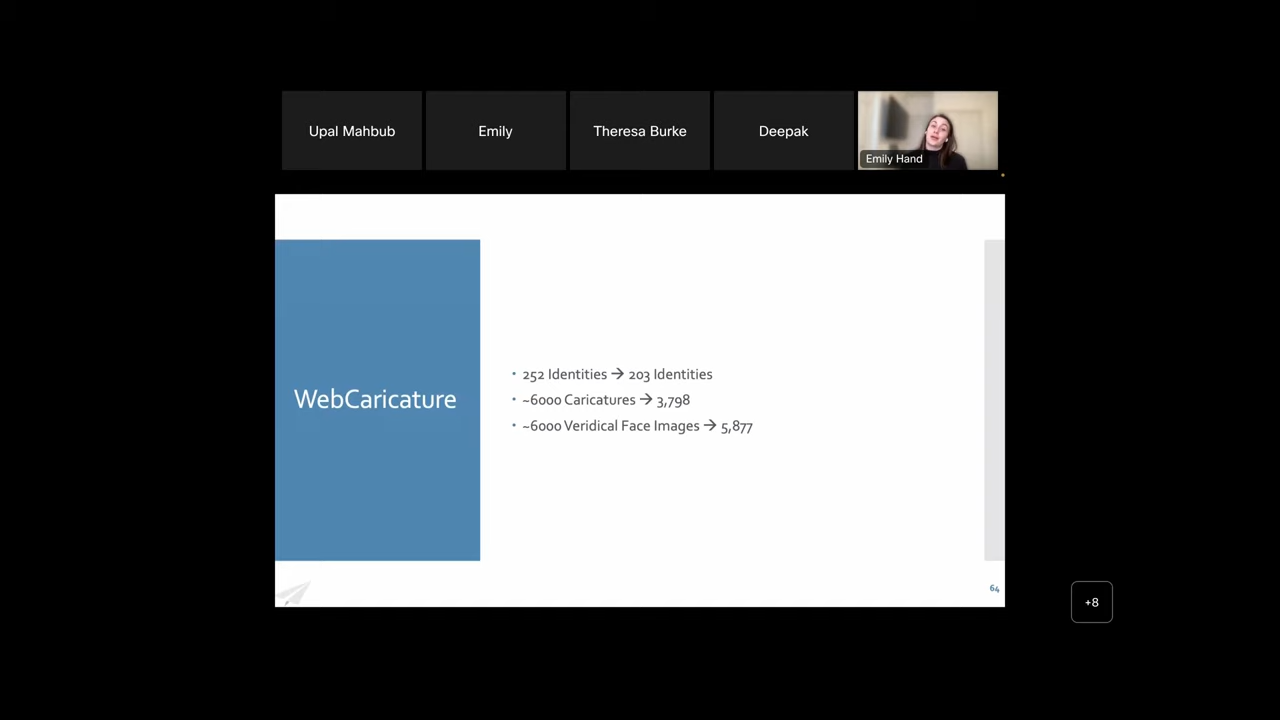 Upal Mahbub
Emily
Theresa Burke
Deepak
Emily Hand
WebCaricature
• 252 Identities → 203 Identities
• ~6000 Caricatures → 3,798
• ~6000 Veridical Face Images → 5,877
64
+8